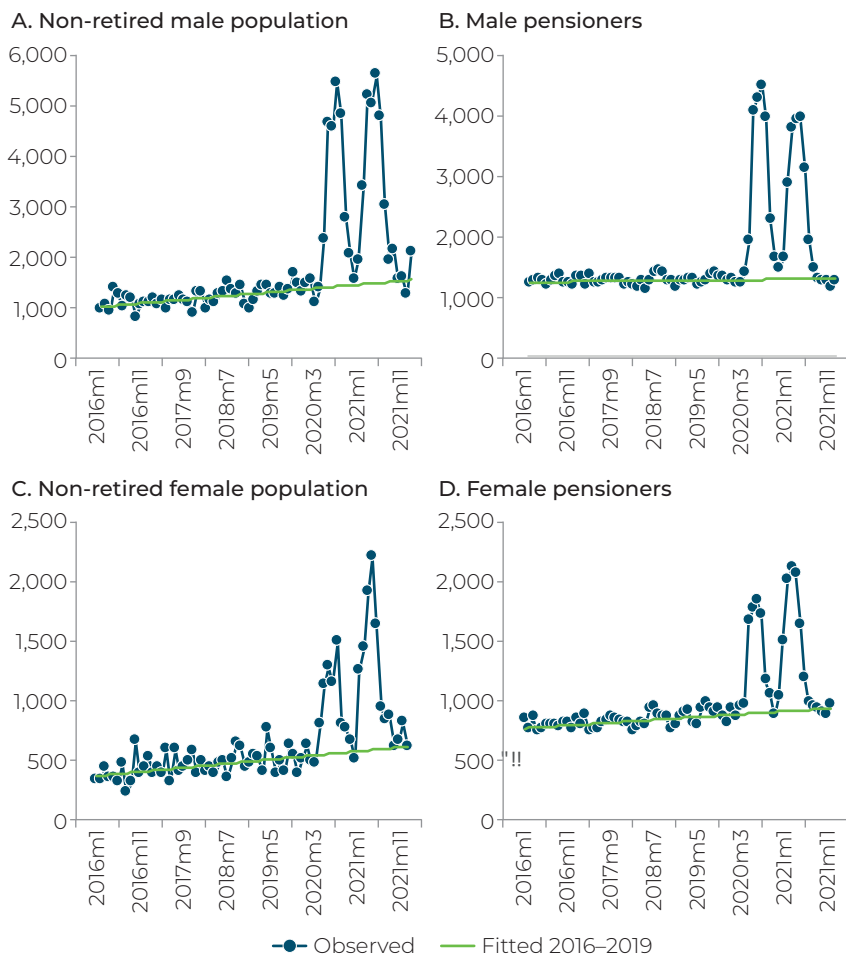 A. Non-retired male population
6,000
5,000
4,000
3,000
2,000
1,000
0
2016m1
2016m11
2017m9
2018m7
2019m5
2020m3
2021m1
2021m11
B. Male pensioners
5,000
4,000
3,000
2,000
1,000
0
2016m1
2016m11
2017m9
2018m7
2019m5
2020m3
2021m1
2021m11
C. Non-retired female population
2,500
2,000
1,500
1,000
500
0
2016m1
2016m11
2017m9
2018m7
2019m5
2020m3
2021m1
2021m11
D. Female pensioners
2,500
2,000
1,500
1,000
500 "!!
0
2016m1
2016m11
2017m9
2018m7
2019m5
2020m3
2021m1
2021m11
Observed Fitted 2016–2019